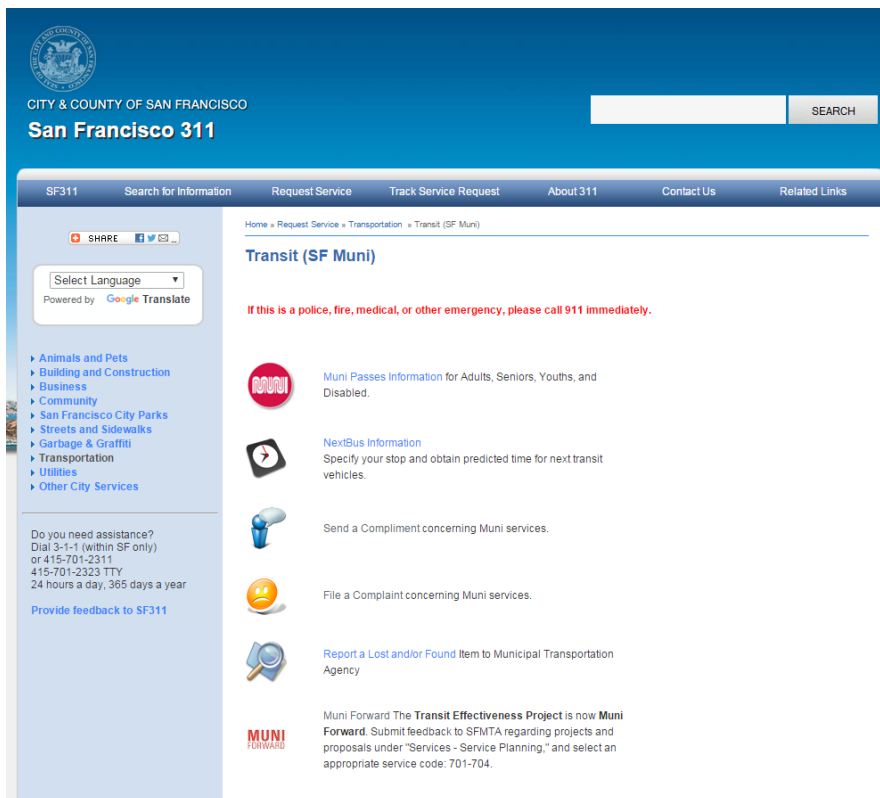 CITY & COUNTY OF SAN FRANCISCO
San Francisco 311
SEARCH
SF311 Search for Information Request Service Track Service Request About 311 Contact Us Related Links
SHARE
Select Language
Powered by Google Translate
Animals and Pets
Building and Construction
Business
Community
San Francisco City Parks
Streets and Sidewalks
Garbage & Graffiti
Transportation
Utilities
Other City Services
Do you need assistance?
Dial 3-1-1 (within SF only)
or 415-701-2311
415-701-2323 TTY
24 hours a day, 365 days a year
Provide feedback to SF311
Home » Request Service » Transportation » Transit (SF Muni)
Transit (SF Muni)
If this is a police, fire, medical, or other emergency, please call 911 immediately.
MUNI
Muni Passes Information for Adults, Seniors, Youths, and
Disabled.
NextBus Information
Specify your stop and obtain predicted time for next transit
vehicles.
Send a Compliment concerning Muni services.
File a Complaint concerning Muni services.
Report a Lost and/or Found Item to Municipal Transportation
Agency
MUNI
FORWARD
Muni Forward The Transit Effectiveness Project is now Muni
Forward. Submit feedback to SFMTA regarding projects and
proposals under "Services - Service Planning," and select an
appropriate service code: 701-704.